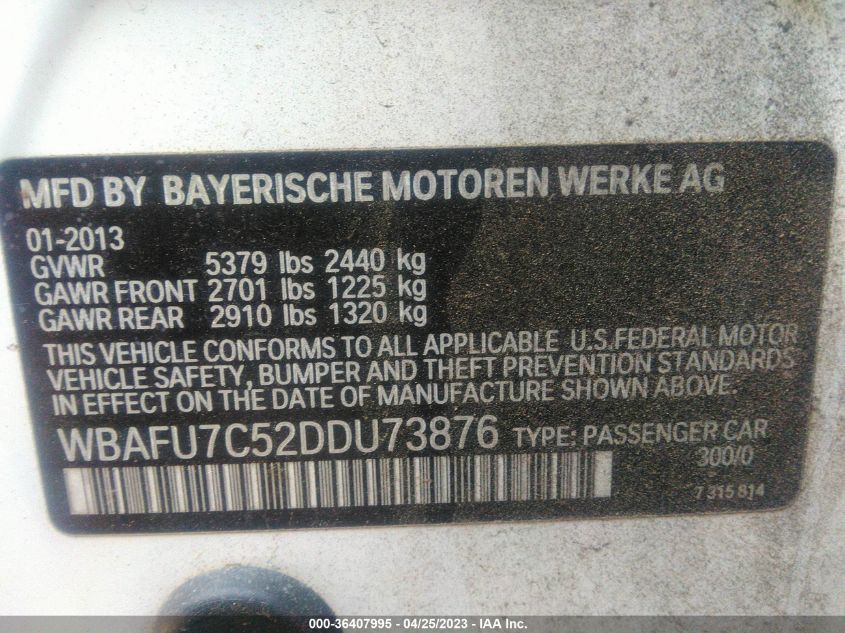 MFD BY BAYERISCHE MOTOREN WERKE AG
01-2013
GVWR 5379 lbs 2440 kg
GAWR FRONT 2701 lbs 1225 kg
GAWR REAR 2910 lbs 1320 kg
THIS VEHICLE CONFORMS TO ALL APPLICABLE U.S.FEDERAL MOTOR
VEHICLE SAFETY, BUMPER AND THEFT PREVENTION STANDARDS
IN EFFECT ON THE DATE OF MANUFACTURE SHOWN ABOVE.
WBAFU7C52DDU73876 TYPE: PASSENGER CAR
300/0
7 315 814
000-36407995 - 04/25/2023 - IAA Inc.